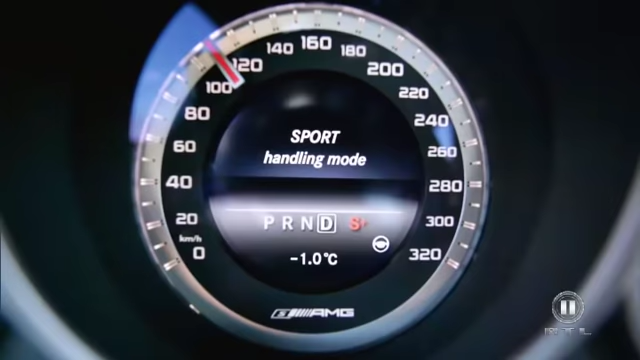 140 160 180
120 200
100 220
80 240
SPORT
handling mode
60 260
40 280
20 P R N D S+ 300
km/h
0 -1.0°C 320
AMG